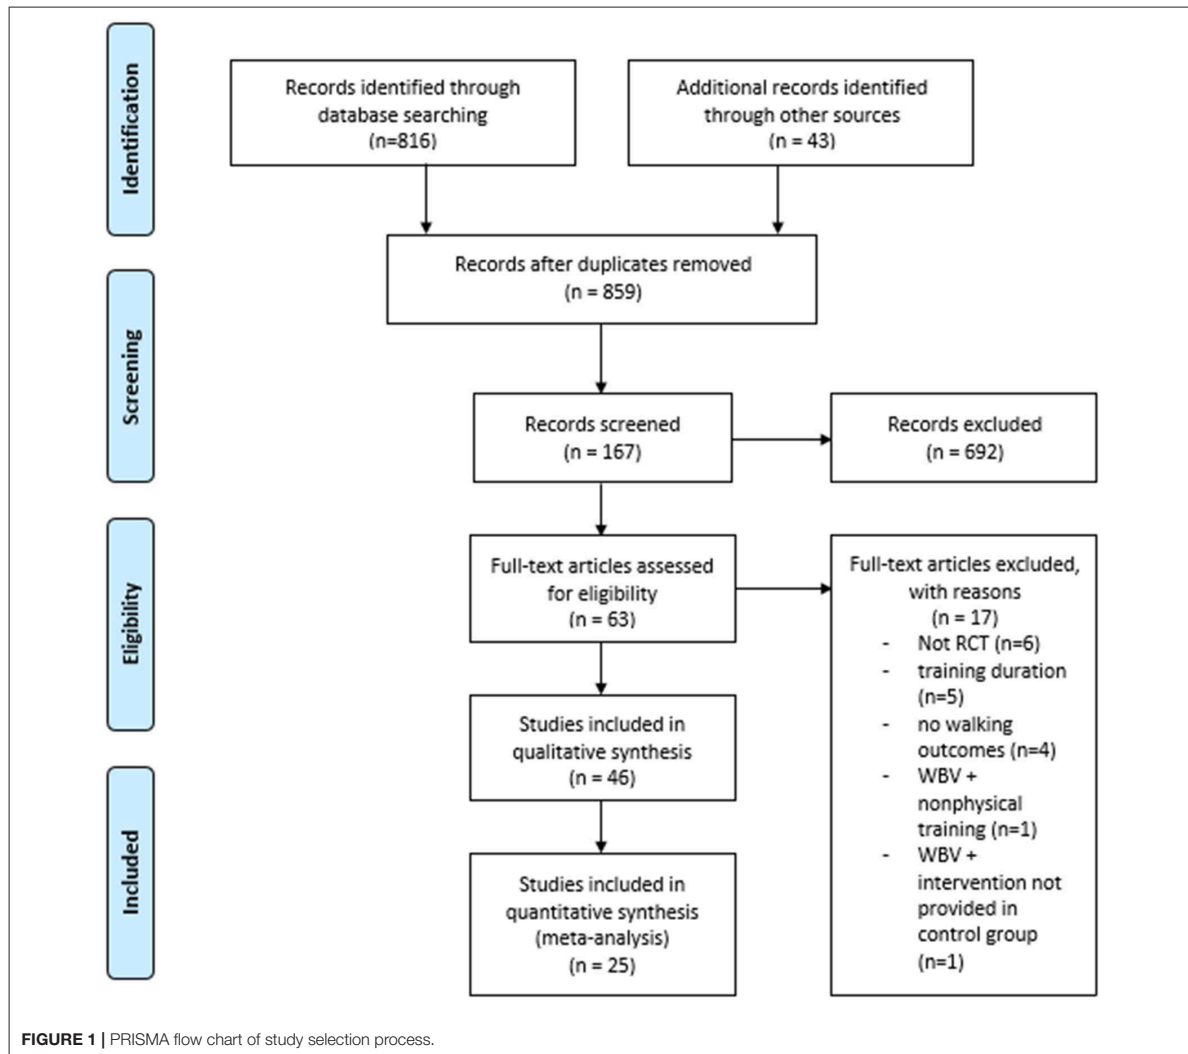 Identification
Records identified through
database searching
(n=816)
Additional records identified
through other sources
(n = 43)
Records after duplicates removed
(n = 859)
Screening
Records screened
(n = 167)
Records excluded
(n = 692)
Eligibility
Full-text articles assessed
for eligibility
(n = 63)
Full-text articles excluded,
with reasons
(n = 17)
- Not RCT (n=6)
- training duration
(n=5)
- no walking
outcomes (n=4)
- WBV +
nonphysical
training (n=1)
- WBV +
intervention not
provided in
control group
(n=1)
Studies included in
qualitative synthesis
(n = 46)
Included
Studies included in
quantitative synthesis
(meta-analysis)
(n = 25)
FIGURE 1 | PRISMA flow chart of study selection process.